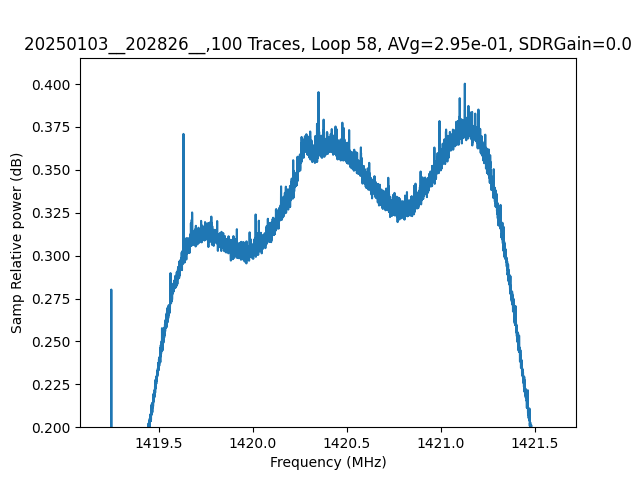 20250103__202826__,100 Traces, Loop 58, AVg=2.95e-01, SDRGain=0.0
0.400
0.375
0.350
0.325
0.300
0.275
0.250
0.225
0.200
Samp Relative power (dB)
1419.5 1420.0 1420.5 1421.0 1421.5
Frequency (MHz)